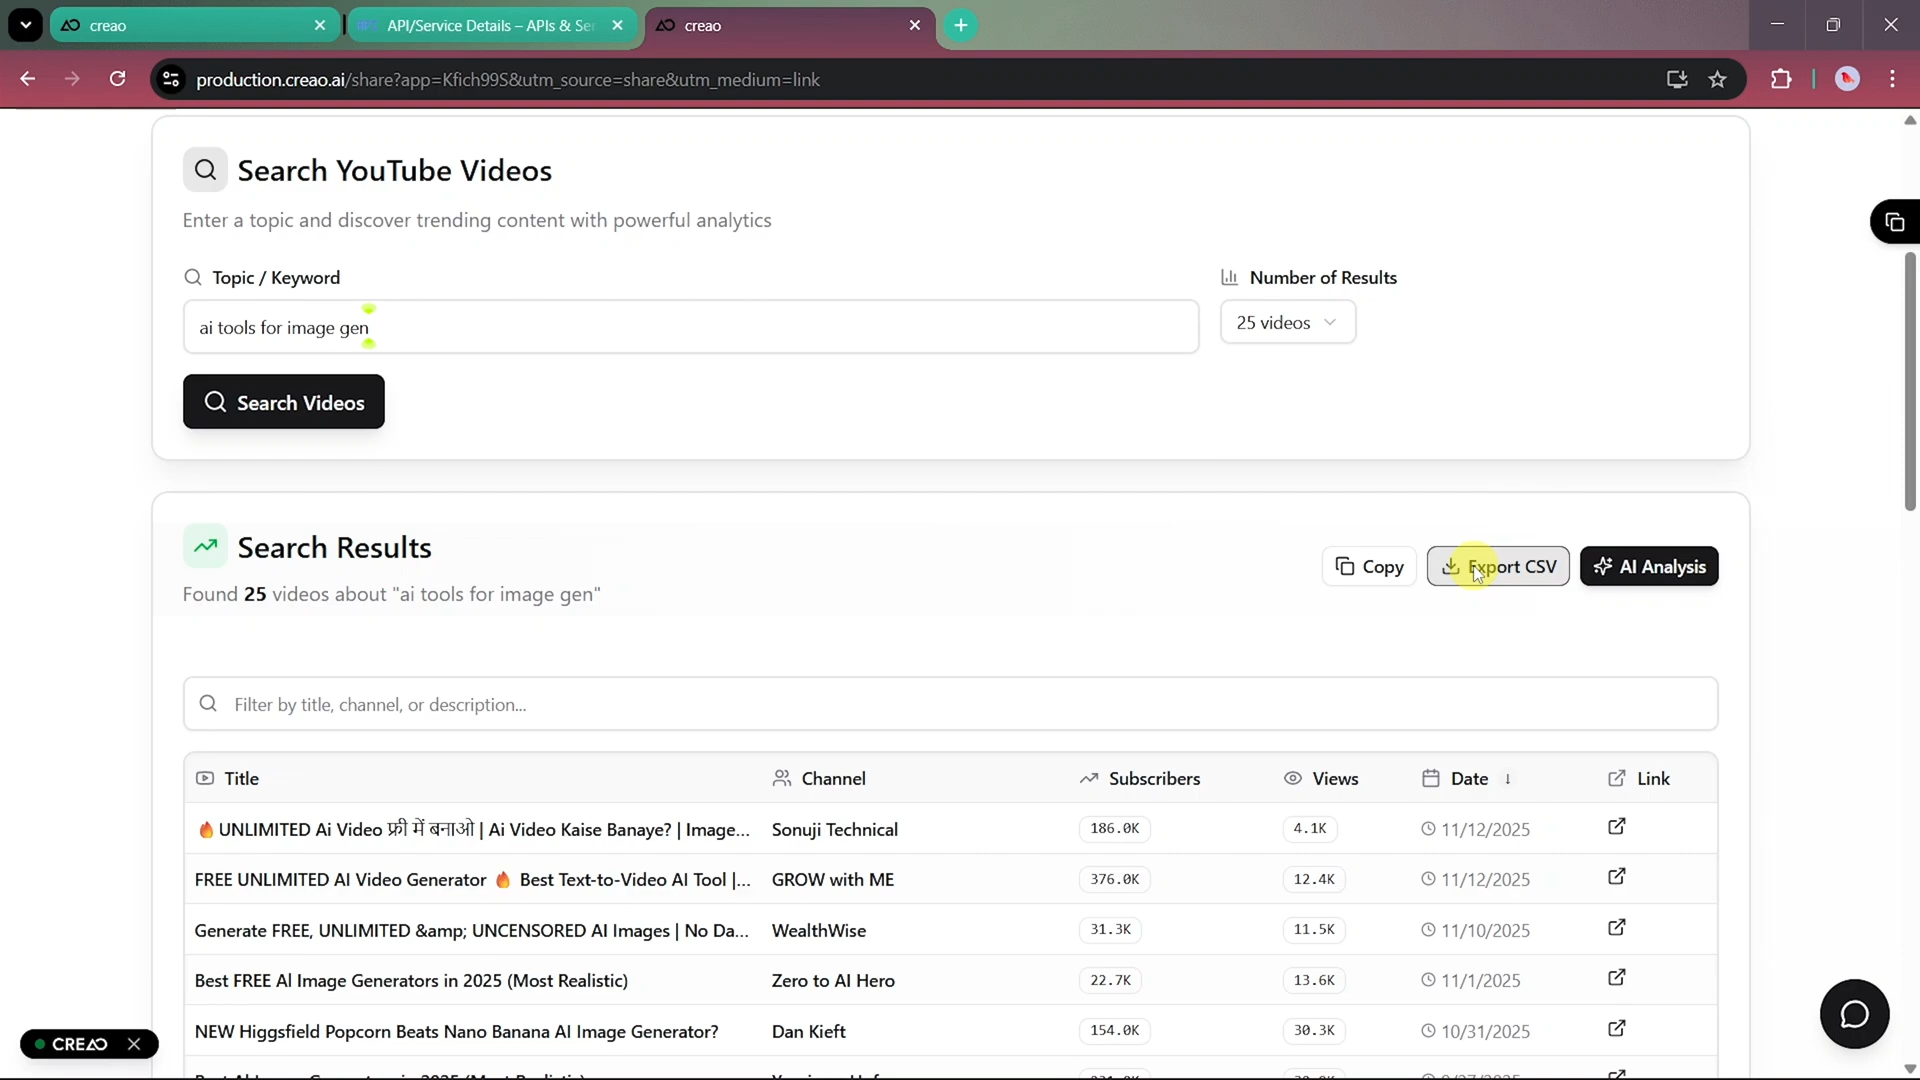 creao
API/Service Details – APIs & Se
creao
production.creao.ai/share?app=Kfich99S&utm_source=share&utm_medium=link
Search YouTube Videos
Enter a topic and discover trending content with powerful analytics
Topic / Keyword
Number of Results
ai tools for image gen
25 videos
Search Videos
Search Results
Found 25 videos about "ai tools for image gen"
Copy
Export CSV
AI Analysis
Filter by title, channel, or description...
Title Channel Subscribers Views Date ↓ Link
🔥UNLIMITED Ai Video फ्री में बनाओ | Ai Video Kaise Banaye? | Image... Sonuji Technical 186.0K 4.1K 11/12/2025
FREE UNLIMITED AI Video Generator 🔥 Best Text-to-Video AI Tool |... GROW with ME 376.0K 12.4K 11/12/2025
Generate FREE, UNLIMITED &amp; UNCENSORED AI Images | No Da... WealthWise 31.3K 11.5K 11/10/2025
Best FREE AI Image Generators in 2025 (Most Realistic) Zero to AI Hero 22.7K 13.6K 11/1/2025
NEW Higgsfield Popcorn Beats Nano Banana AI Image Generator? Dan Kieft 154.0K 30.3K 10/31/2025
CREAO